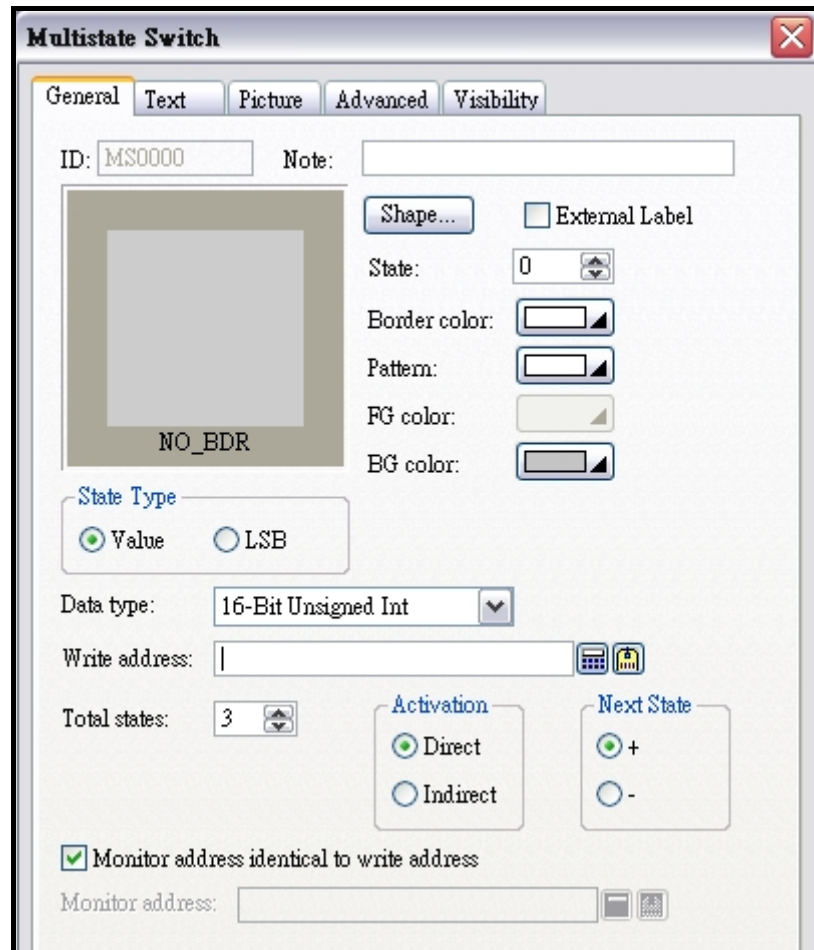 Multistate Switch
General Text Picture Advanced Visibility
ID: MS0000 Note:
Shape... External Label
State: 0
Border color:
Pattern:
FG color:
NO_BDR
BG color:
State Type
Value LSB
Data type: 16-Bit Unsigned Int
Write address:
Total states: 3
Activation
Direct
Indirect
Next State
+
-
Monitor address identical to write address
Monitor address: